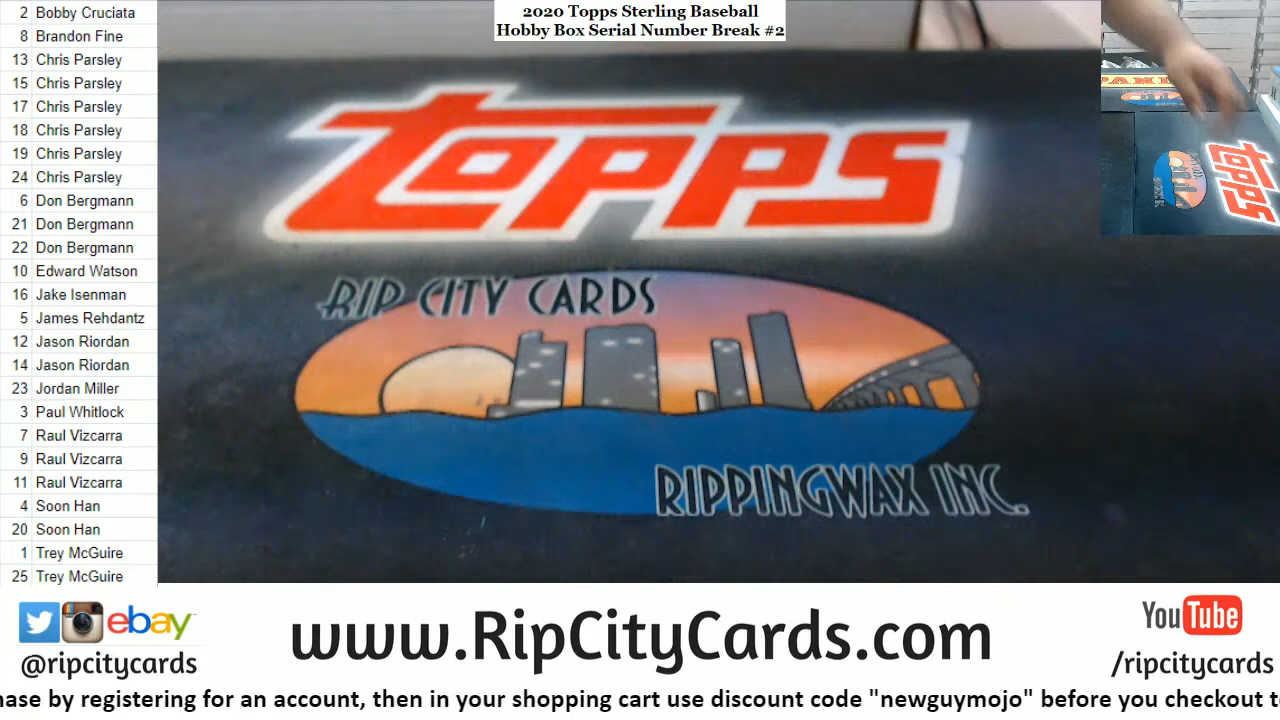 2 Bobby Cruciata
8 Brandon Fine
13 Chris Parsley
15 Chris Parsley
17 Chris Parsley
18 Chris Parsley
19 Chris Parsley
24 Chris Parsley
6 Don Bergmann
21 Don Bergmann
22 Don Bergmann
10 Edward Watson
16 Jake Isenman
5 James Rehdantz
12 Jason Riordan
14 Jason Riordan
23 Jordan Miller
3 Paul Whitlock
7 Raul Vizcarra
9 Raul Vizcarra
11 Raul Vizcarra
4 Soon Han
20 Soon Han
1 Trey McGuire
25 Trey McGuire
2020 Topps Sterling Baseball
Hobby Box Serial Number Break #2
topps
RIP CITY CARDS
RIPPINGWAX INC.
topps
ebay
@ripcitycards
www.RipCityCards.com
YouTube
/ripcitycards
by registering for an account, then in your shopping cart use discount code "newguymojo" before you checkout